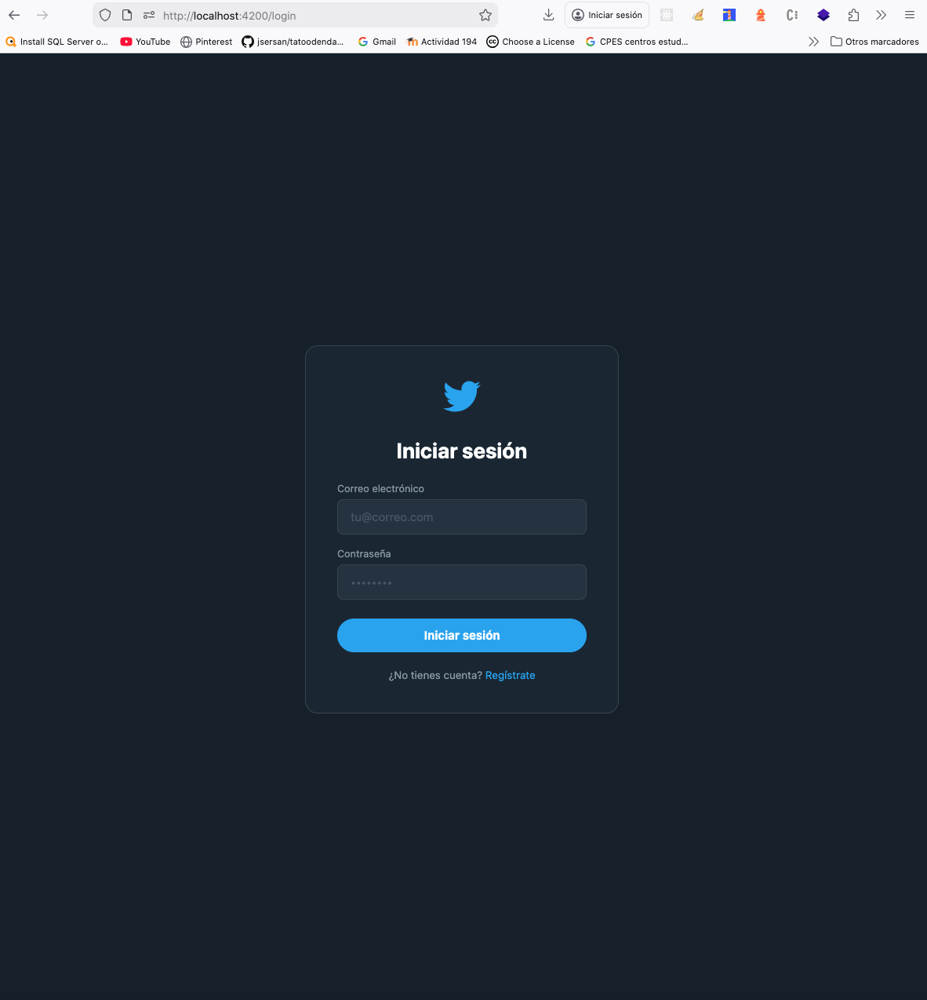 http://localhost:4200/login
Iniciar sesión
Install SQL Server o...
YouTube
Pinterest
jsersan/tatoodenda...
Gmail
Actividad 194
Choose a License
CPES centros estud...
Otros marcadores
Iniciar sesión
Correo electrónico
tu@correo.com
Contraseña
••••••••
Iniciar sesión
¿No tienes cuenta? Regístrate